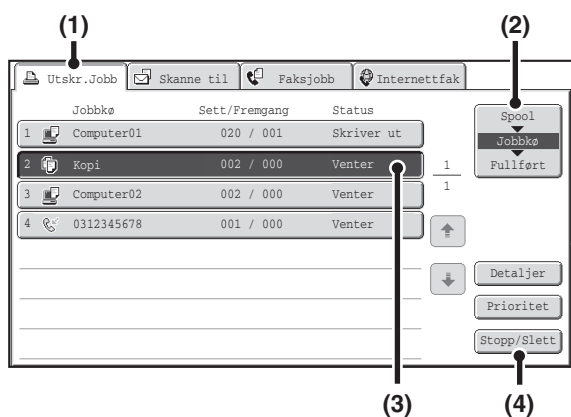 (1) (2)
Utskr.Jobb Skanne til Faksjobb Internettfak
Jobbkø Sett/Fremgang Status
Spool
Jobbkø
Fullført
1 Computer01 020 / 001 Skriver ut
2 Kopi 002 / 000 Venter
3 Computer02 002 / 000 Venter
4 0312345678 001 / 000 Venter
1
1
Detaljer
Prioritet
Stopp/Slett
(3) (4)